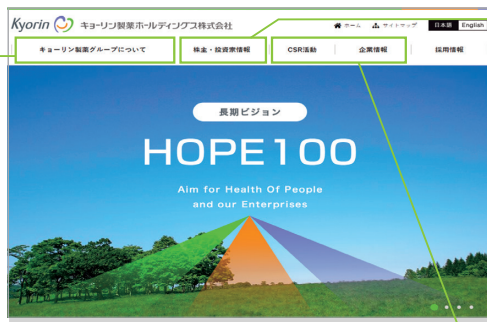 Kyorin キョーリン製薬ホールディングス株式会社
ホーム サイトマップ 日本語 English
キョーリン製薬グループについて 株主・投資家情報 CSR活動 企業情報 採用情報
長期ビジョン
HOPE100
Aim for Health Of People
and our Enterprises